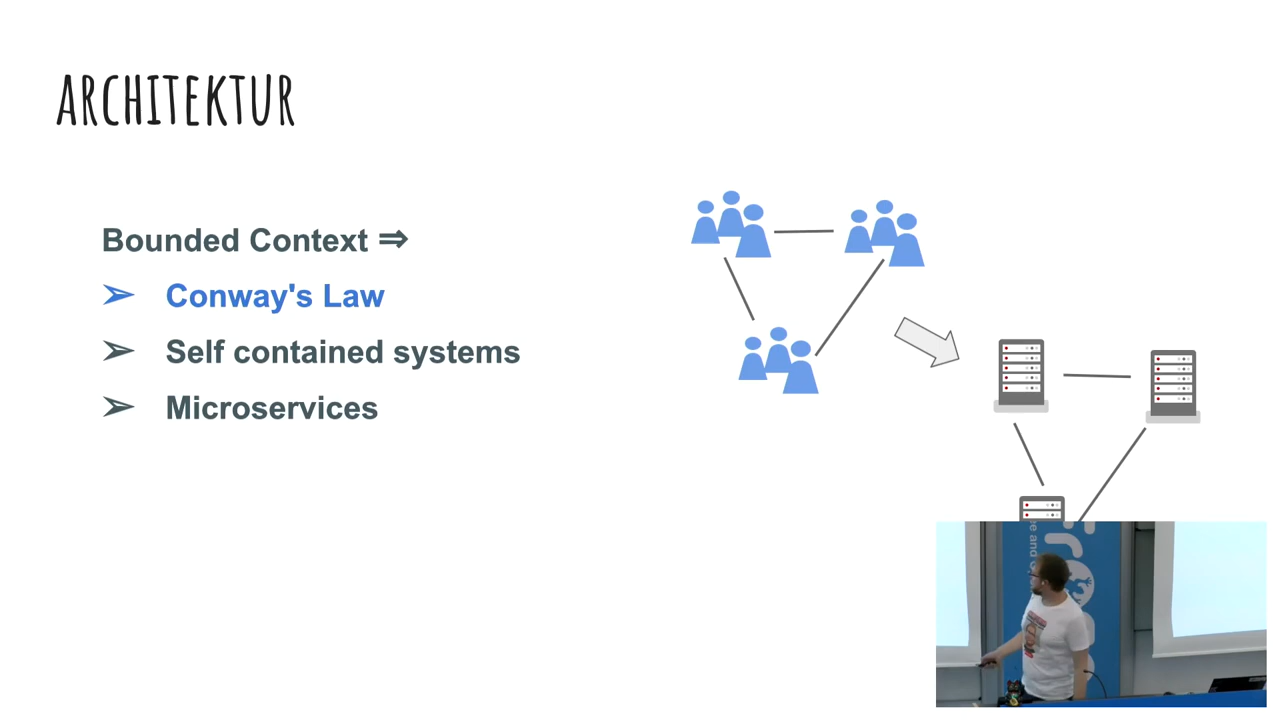 ARCHITEKTUR
Bounded Context ⇒
➢ Conway's Law
➢ Self contained systems
➢ Microservices